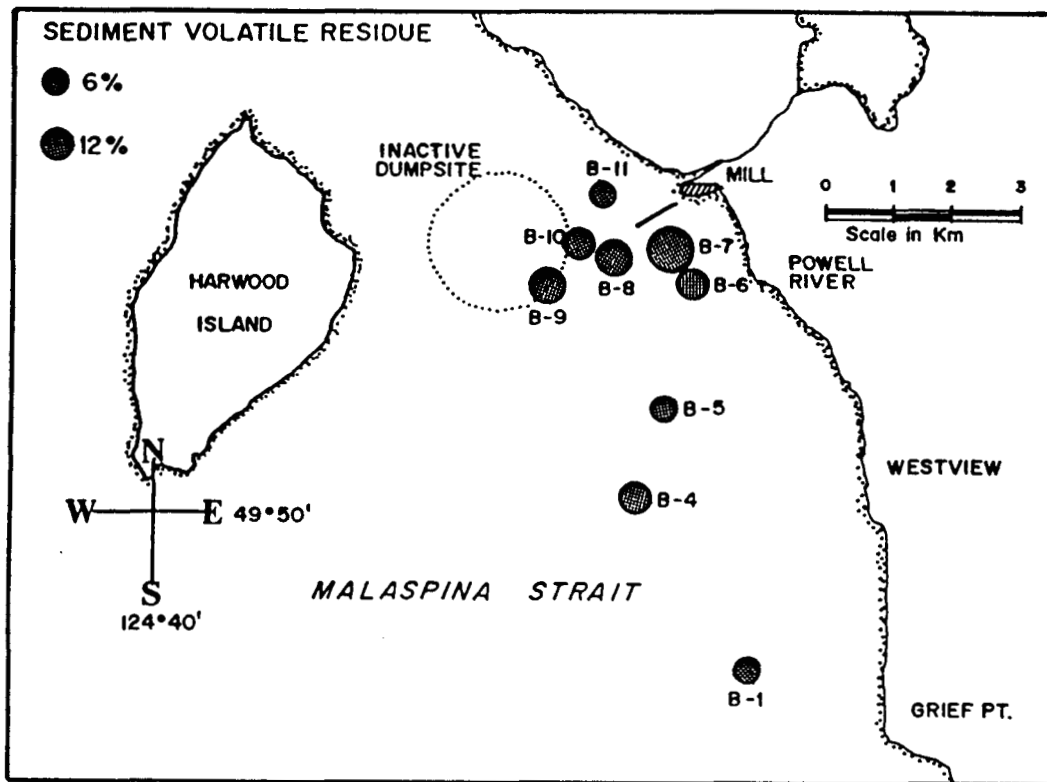 SEDIMENT VOLATILE RESIDUE
6%
12%
INACTIVE
DUMPSITE
B-11
MILL
0 1 2 3
Scale in Km
B-10
B-7
B-8
B-6
B-9
POWELL
RIVER
HARWOOD
ISLAND
B-5
WESTVIEW
B-4
N
W E 49°50'
S
124°40'
MALASPINA STRAIT
B-1
GRIEF PT.